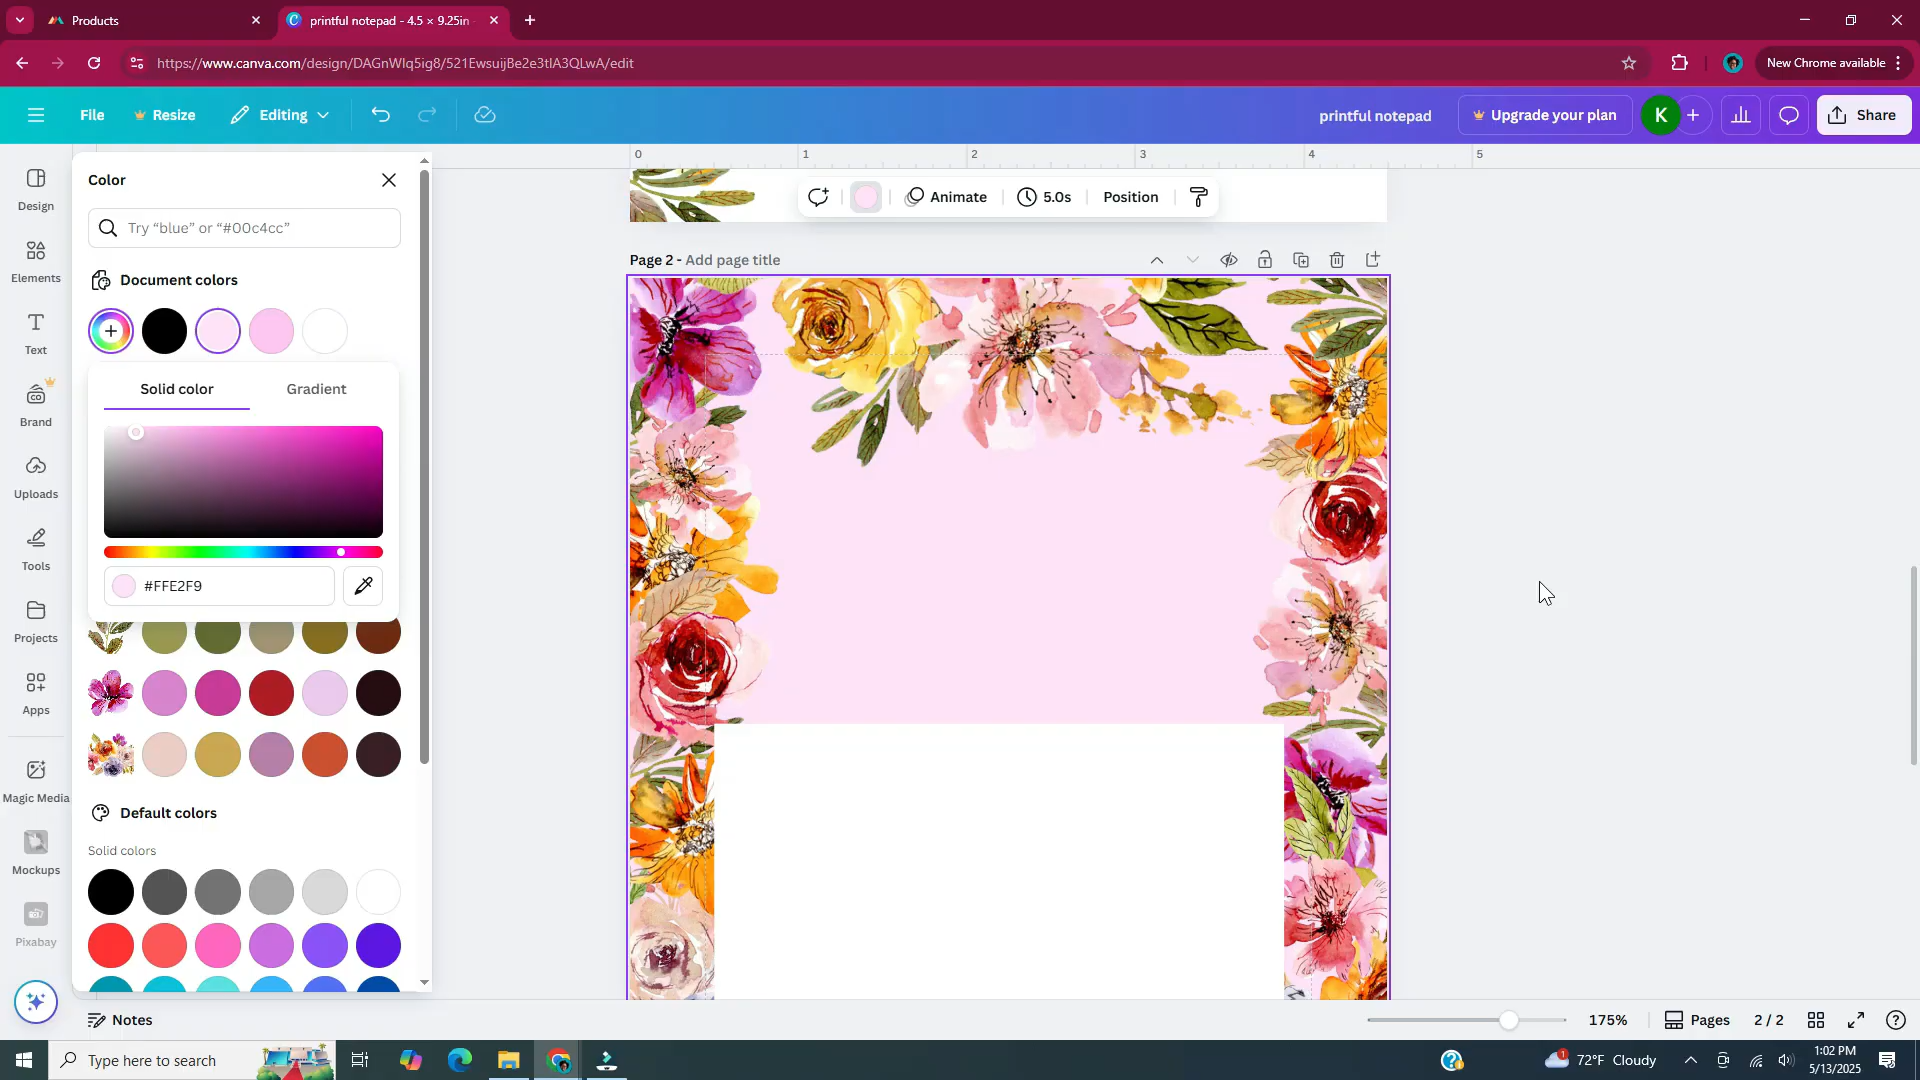 Products
printful notepad - 4.5 × 9.25in
https://www.canva.com/design/DAGnWIq5ig8/521EwsuijBe2e3tlA3QLwA/edit
New Chrome available
File
Resize
Editing
printful notepad
Upgrade your plan
K
Share
Design
Elements
Text
Brand
Uploads
Tools
Projects
Apps
Magic Media
Mockups
Pixabay
Color
Try “blue” or “#00c4cc”
Document colors
Solid color
Gradient
#FFE2F9
Default colors
Solid colors
0 1 2 3 4 5
Animate
5.0s
Position
Page 2 - Add page title
Notes
175%
Pages
2 / 2
Type here to search
1
72°F Cloudy
1:02 PM
5/13/2025